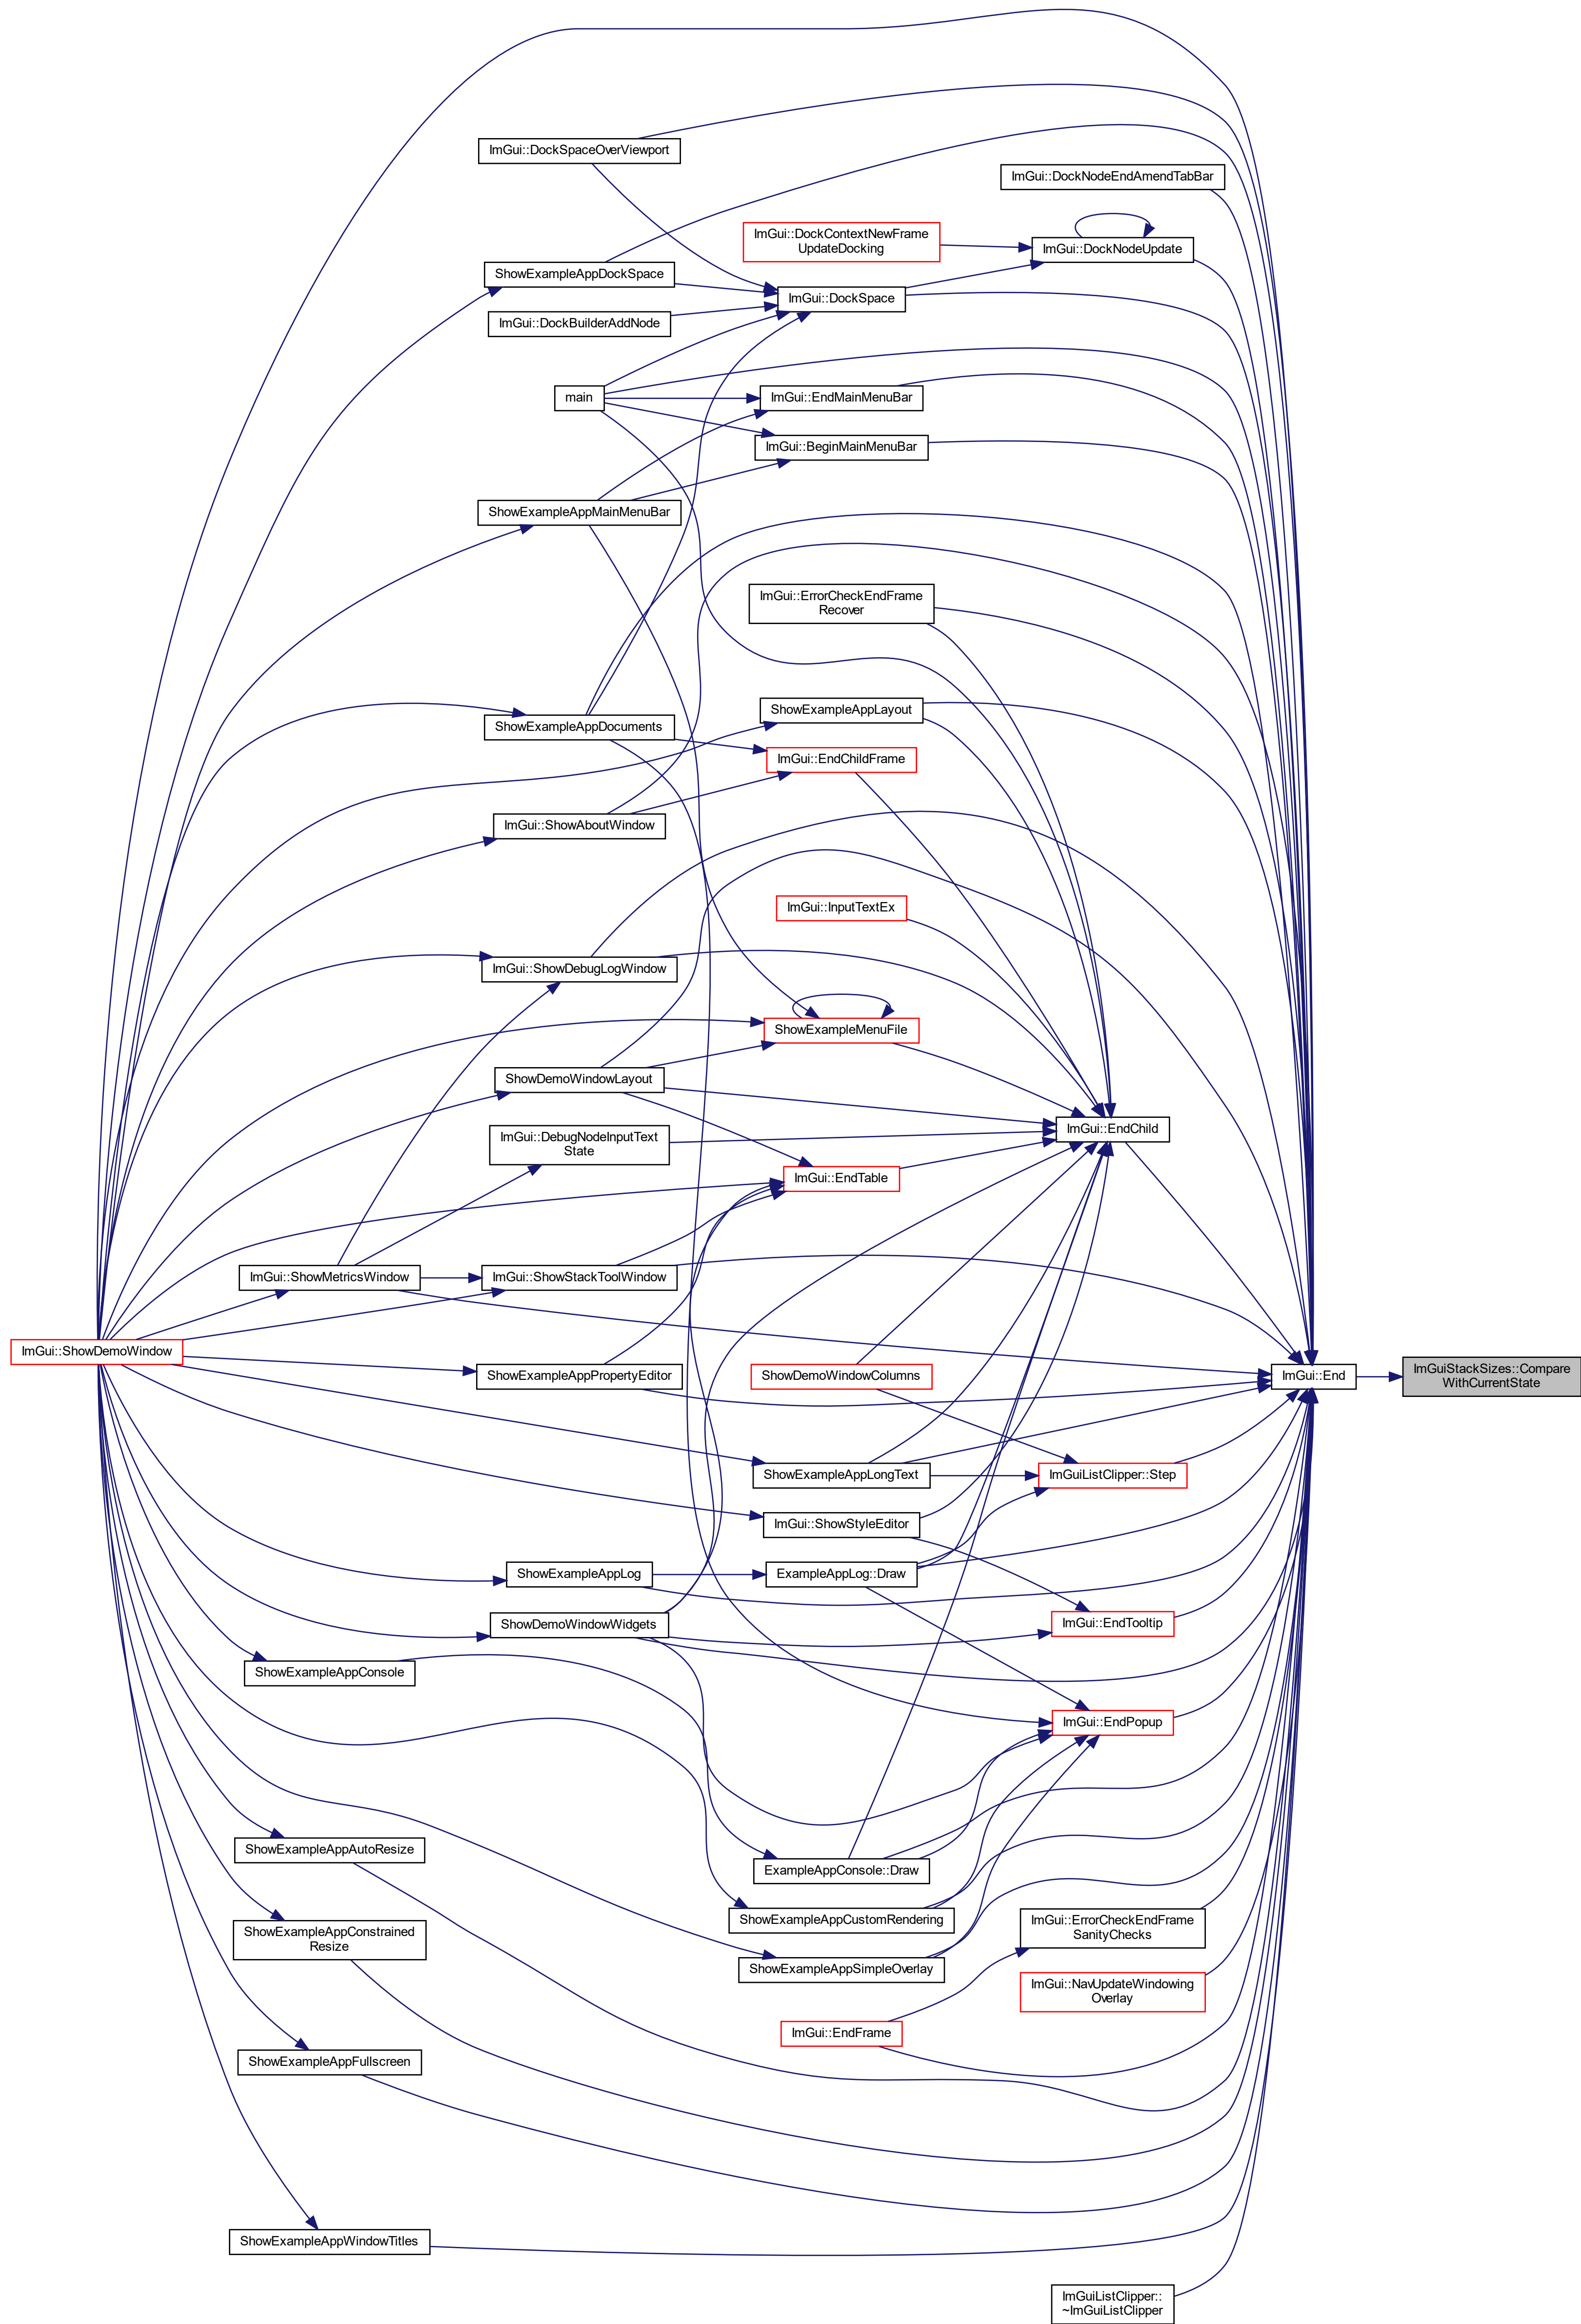 ImGui::DockSpaceOverViewport
ImGui::DockNodeEndAmendTabBar
ImGui::DockContextNewFrame
UpdateDocking
ImGui::DockNodeUpdate
ShowExampleAppDockSpace
ImGui::DockSpace
ImGui::DockBuilderAddNode
main
ImGui::EndMainMenuBar
ImGui::BeginMainMenuBar
ShowExampleAppMainMenuBar
ImGui::ErrorCheckEndFrame
Recover
ShowExampleAppLayout
ShowExampleAppDocuments
ImGui::EndChildFrame
ImGui::ShowAboutWindow
ImGui::InputTextEx
ImGui::ShowDebugLogWindow
ShowExampleMenuFile
ShowDemoWindowLayout
ImGui::EndChild
ImGui::DebugNodeInputText
State
ImGui::EndTable
ImGui::ShowMetricsWindow
ImGui::ShowStackToolWindow
ImGui::ShowDemoWindow
ShowExampleAppPropertyEditor
ShowDemoWindowColumns
ImGui::End
ImGuiStackSizes::Compare
WithCurrentState
ShowExampleAppLongText
ImGuiListClipper::Step
ImGui::ShowStyleEditor
ShowExampleAppLog
ExampleAppLog::Draw
ShowDemoWindowWidgets
ImGui::EndTooltip
ShowExampleAppConsole
ImGui::EndPopup
ShowExampleAppAutoResize
ExampleAppConsole::Draw
ShowExampleAppCustomRendering
ShowExampleAppConstrained
Resize
ImGui::ErrorCheckEndFrame
SanityChecks
ShowExampleAppSimpleOverlay
ImGui::NavUpdateWindowing
Overlay
ImGui::EndFrame
ShowExampleAppFullscreen
ShowExampleAppWindowTitles
ImGuiListClipper::
~ImGuiListClipper